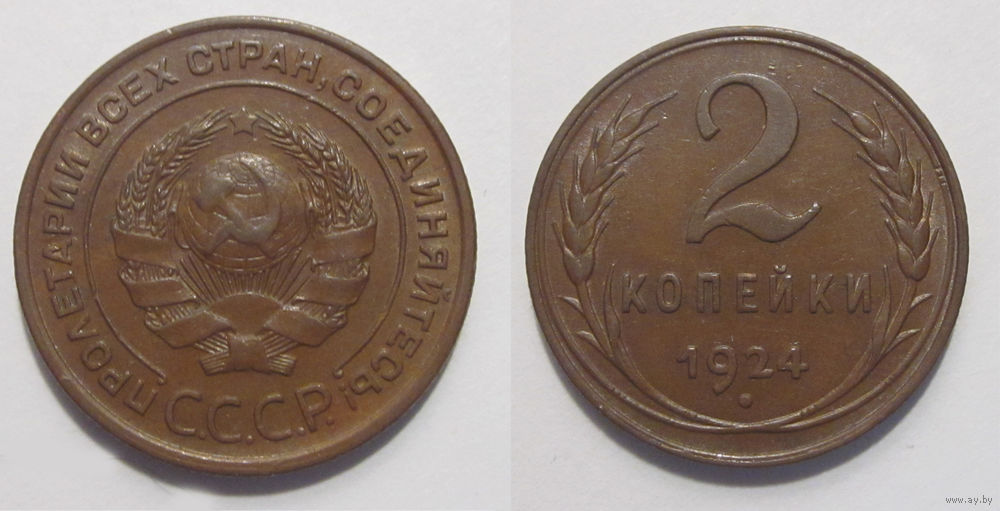 ПРОЛЕТАРИИ ВСЕХ СТРАН, СОЕДИНЯЙТЕСЬ!
С.С.С.Р.
2
КОПЕЙКИ
1924
www.ay.by